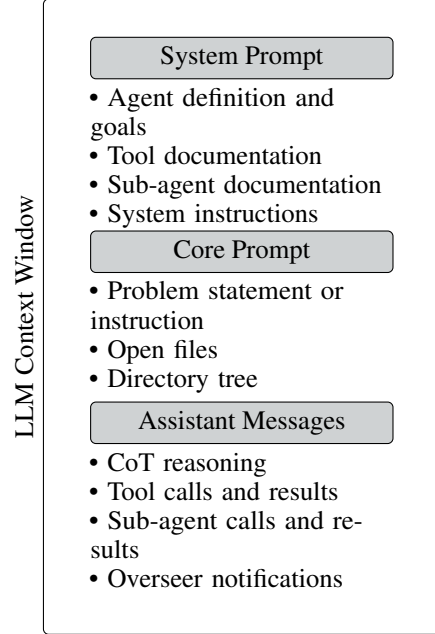 LLM Context Window
System Prompt
• Agent definition and
goals
• Tool documentation
• Sub-agent documentation
• System instructions
Core Prompt
• Problem statement or
instruction
• Open files
• Directory tree
Assistant Messages
• CoT reasoning
• Tool calls and results
• Sub-agent calls and re-
sults
• Overseer notifications